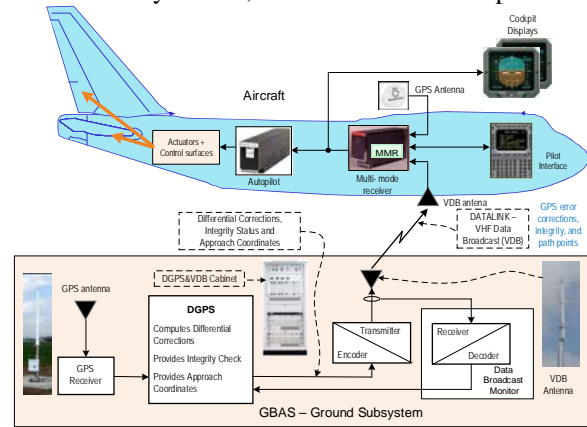 Cockpit
Displays
Aircraft
GPS Antenna
Actuators +
Control surfaces
Autopilot
MMR
Multi- mode
receiver
Pilot
Interface
VDB antena
Differential Corrections,
Integrity Status and
Approach Coordinates
DATALINK –
VHF Data
Broadcast (VDB)
GPS error
corrections,
integrity, and
path points
GPS antenna
DGPS&VDB Cabinet
DGPS
Computes Differential
Corrections
Provides Integrity Check
Provides Approach
Coordinates
GPS
Receiver
Transmitter
Encoder
Receiver
Decoder
Data
Broadcast
Monitor
VDB
Antenna
GBAS – Ground Subsystem